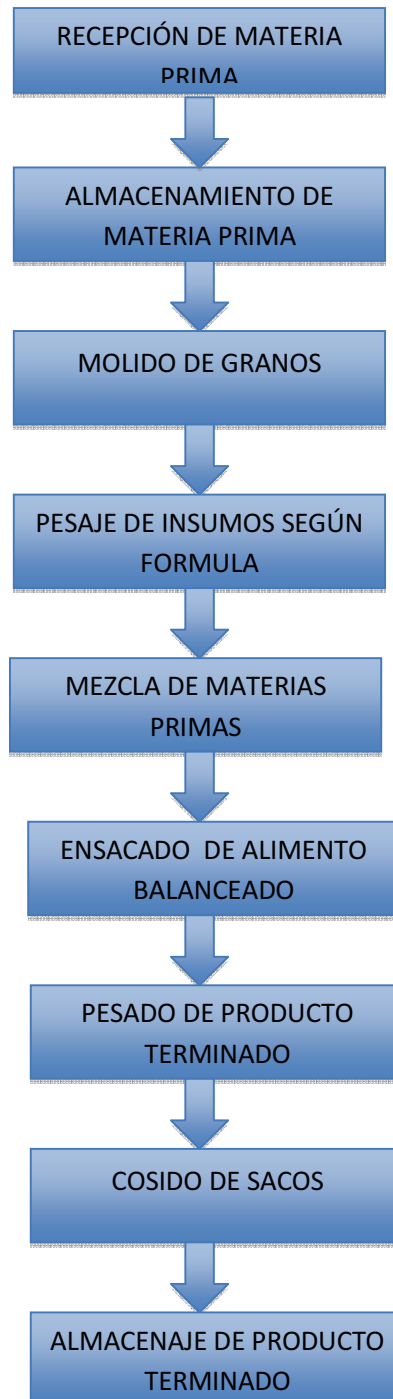 RECEPCIÓN DE MATERIA
PRIMA
ALMACENAMIENTO DE
MATERIA PRIMA
MOLIDO DE GRANOS
PESAJE DE INSUMOS SEGÚN
FORMULA
MEZCLA DE MATERIAS
PRIMAS
ENSACADO DE ALIMENTO
BALANCEADO
PESADO DE PRODUCTO
TERMINADO
COSIDO DE SACOS
ALMACENAJE DE PRODUCTO
TERMINADO